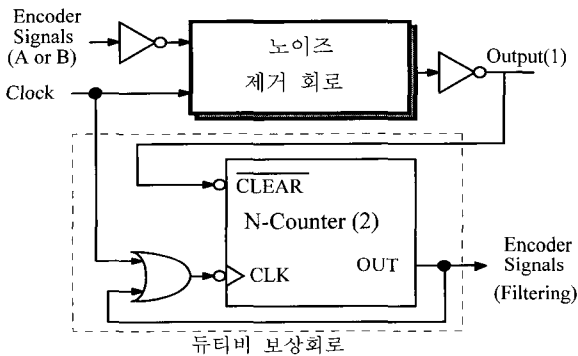 Encoder
Signals
(A or B)
Clock
노이즈
제거 회로
Output(1)
CLEAR
N-Counter (2)
CLK
OUT
Encoder
Signals
(Filtering)
듀티비 보상회로